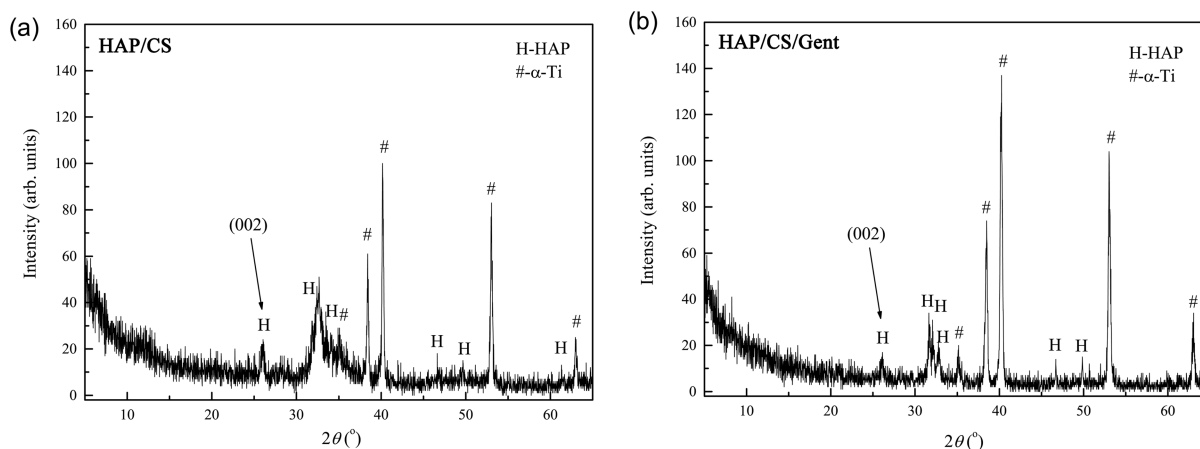 (a)
HAP/CS
H-HAP
#-α-Ti
(002)
H
H
H
#
#
#
H
H
#
H
#
160
140
120
100
80
60
40
20
0
Intensity (arb. units)
10
20
30
40
50
60
2θ (°)
(b)
HAP/CS/Gent
H-HAP
#-α-Ti
(002)
H
H
H
H
#
#
#
H
H
#
#
160
140
120
100
80
60
40
20
0
Intensity (arb. units)
10
20
30
40
50
60
2θ (°)